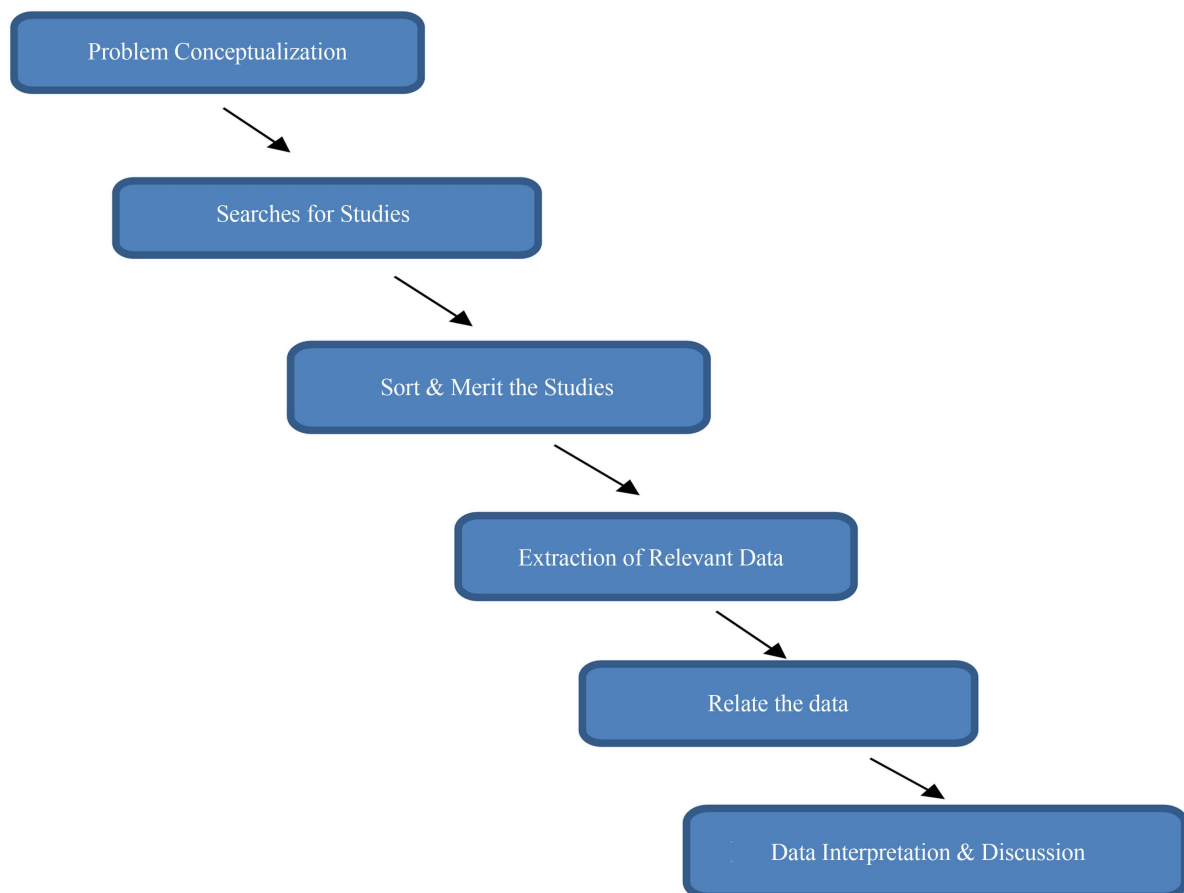 Problem Conceptualization
Searches for Studies
Sort & Merit the Studies
Extraction of Relevant Data
Relate the data
Data Interpretation & Discussion